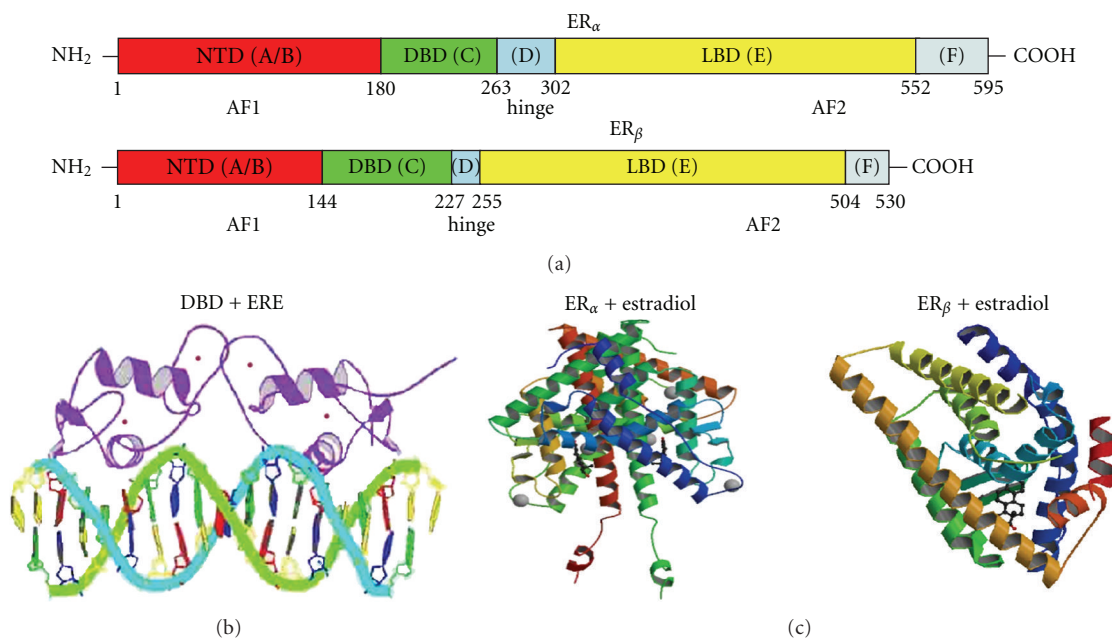 ERα
NH₂ NTD (A/B) DBD (C) (D) LBD (E) (F) COOH
1 180 263 302 552 595
AF1 hinge AF2
ERβ
NH₂ NTD (A/B) DBD (C) (D) LBD (E) (F) COOH
1 144 227 255 504 530
AF1 hinge AF2
(a)
DBD + ERE ERα + estradiol ERβ + estradiol
(b) (c)